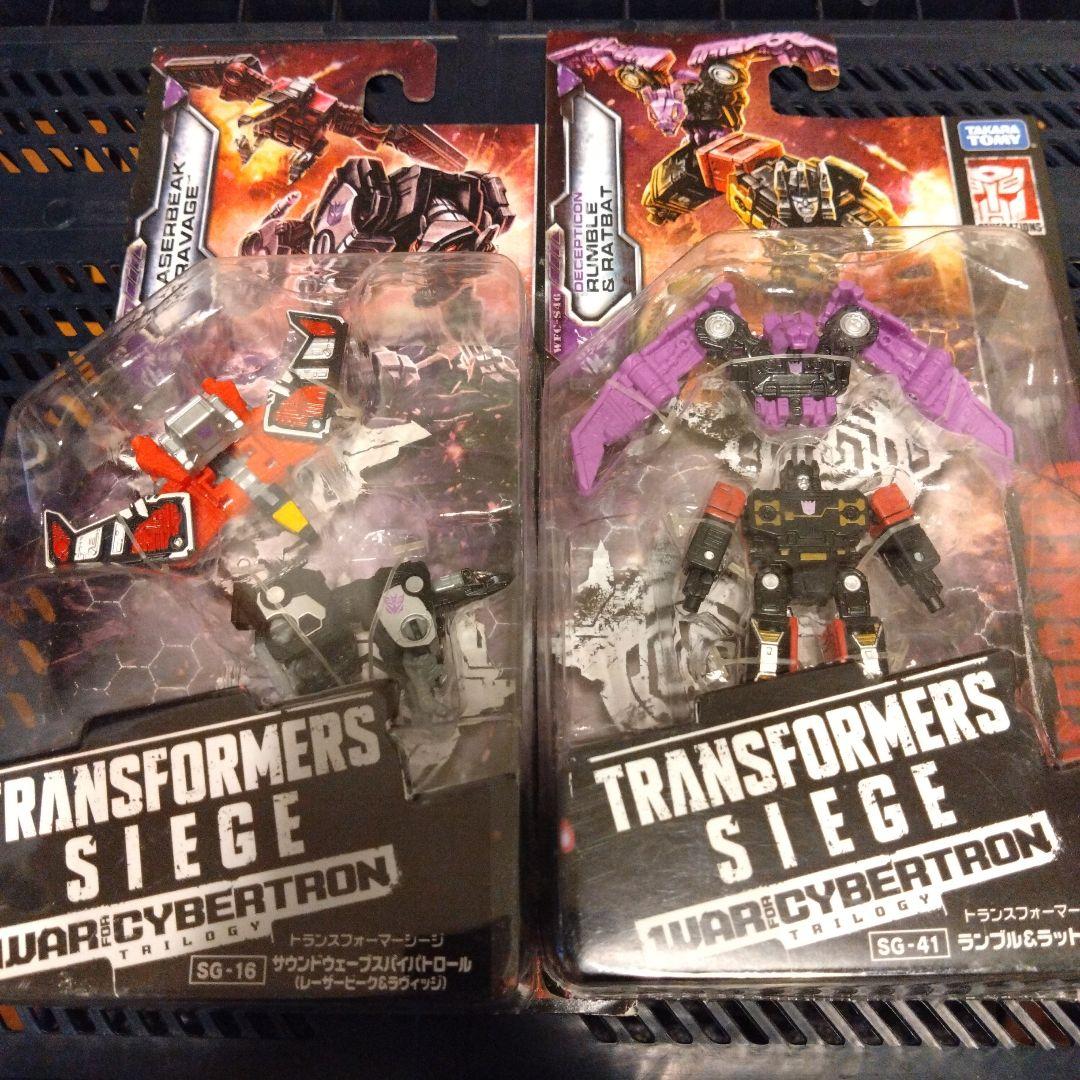 ASERBEAK
RAVAGE™
TRANSFORMERS
SIEGE
WAR FOR CYBERTRON
TRILOGY
SG-16
トランスフォーマーシージ
サウンドウェーブスパイパトロール
(レーザービーク&ラヴィッジ)
DECEPTICON
RUMBLE
& RATBAT
WFC-S46
TAKARA
TOMY
TRANSFORMERS
SIEGE
WAR FOR CYBERTRON
TRILOGY
SG-41
トランスフォーマー
ランブル&ラット